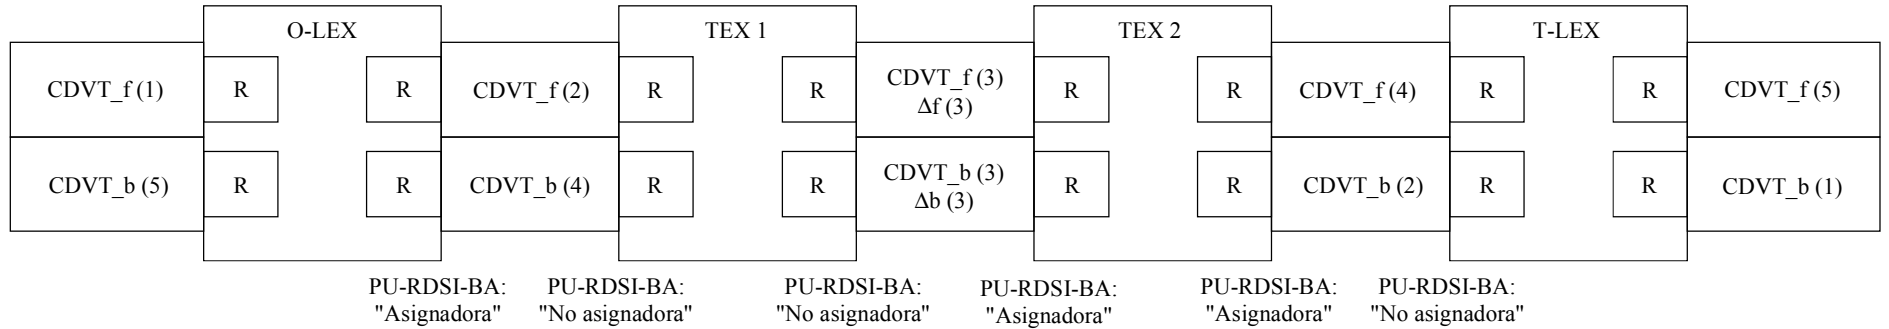 O-LEX
TEX 1
TEX 2
T-LEX
CDVT_f (1)
R
R
CDVT_f (2)
R
R
CDVT_f (3)
Δf (3)
R
R
CDVT_f (4)
R
R
CDVT_f (5)
CDVT_b (5)
R
R
CDVT_b (4)
R
R
CDVT_b (3)
Δb (3)
R
R
CDVT_b (2)
R
R
CDVT_b (1)
PU-RDSI-BA:
"Asignadora"
PU-RDSI-BA:
"No asignadora"
PU-RDSI-BA:
"No asignadora"
PU-RDSI-BA:
"Asignadora"
PU-RDSI-BA:
"Asignadora"
PU-RDSI-BA:
"No asignadora"